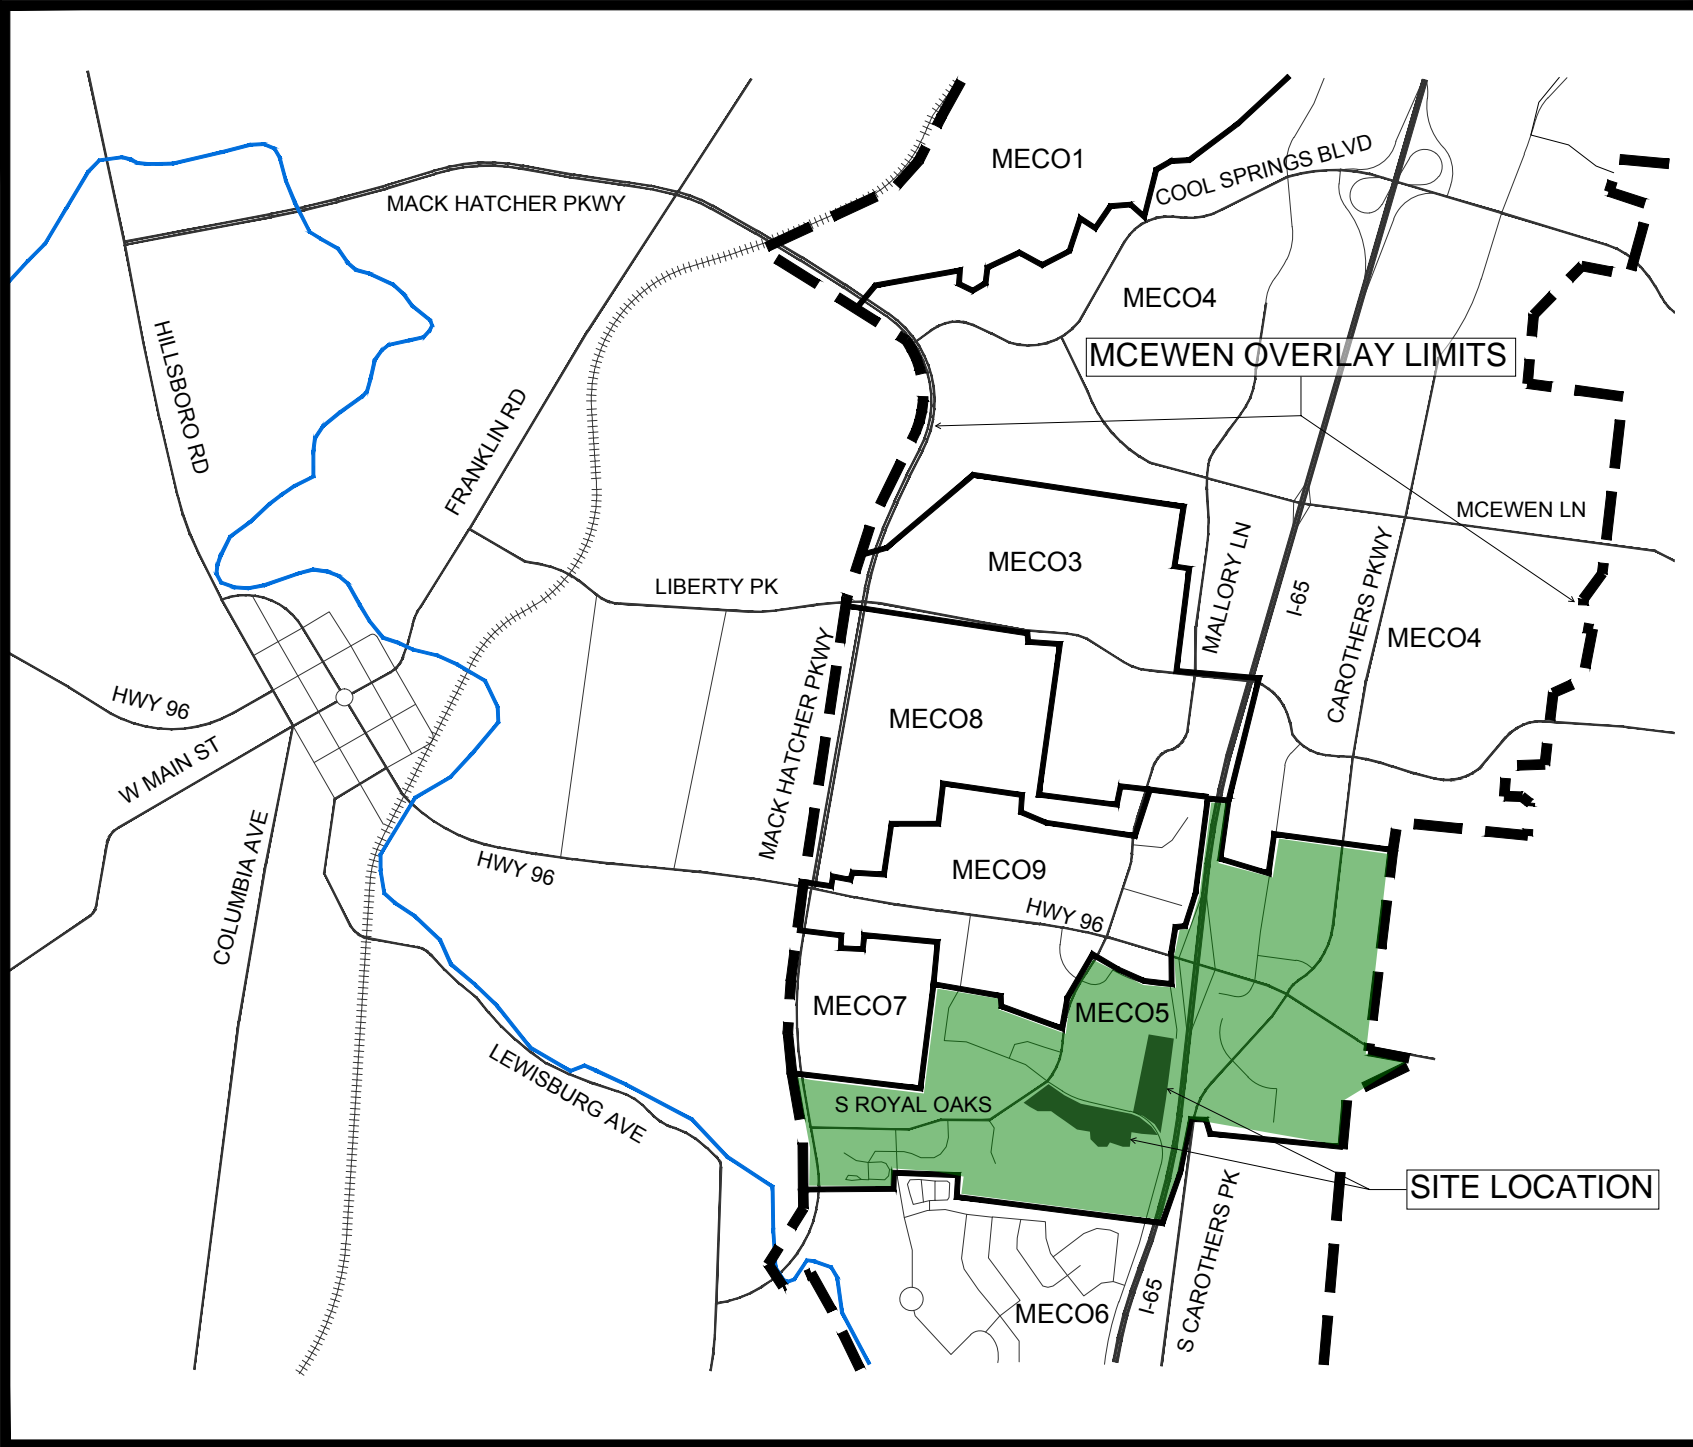 MECO1
COOL SPRINGS BLVD
MACK HATCHER PKWY
MECO4
MCEWEN OVERLAY LIMITS
HILLSBORO RD
FRANKLIN RD
MCEWEN LN
MECO3
MALLORY LN
I-65
CAROTHERS PKWY
LIBERTY PK
MECO4
MACK HATCHER PKWY
HWY 96
MECO8
W MAIN ST
COLUMBIA AVE
HWY 96
MECO9
HWY 96
MECO7
MECO5
LEWISBURG AVE
S ROYAL OAKS
SITE LOCATION
S CAROTHERS PK
I-65
MECO6